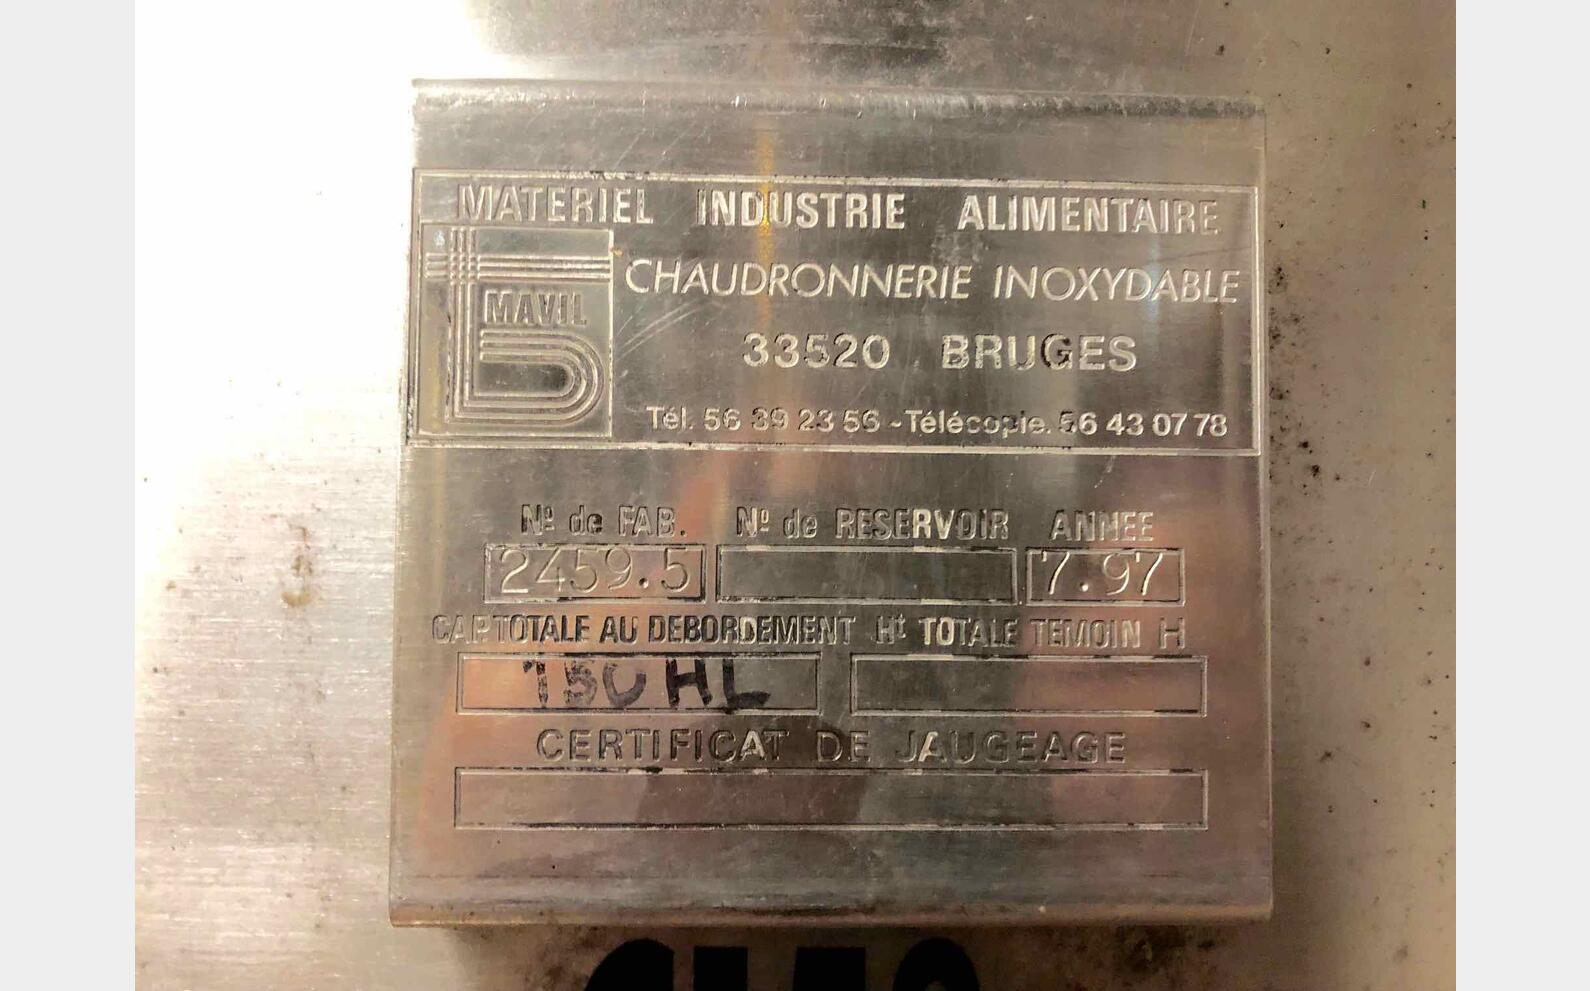 MATERIEL INDUSTRIE ALIMENTAIRE
MAVIL
CHAUDRONNERIE INOXYDABLE
33520 BRUGES
Tél. 56 39 23 56 - Télécopie. 56 43 07 78
Nº de FAB. Nº de RESERVOIR ANNEE
2459.5 7.97
CAP TOTALE AU DEBORDEMENT Ht TOTALE TEMOIN H
150 HL
CERTIFICAT DE JAUGEAGE